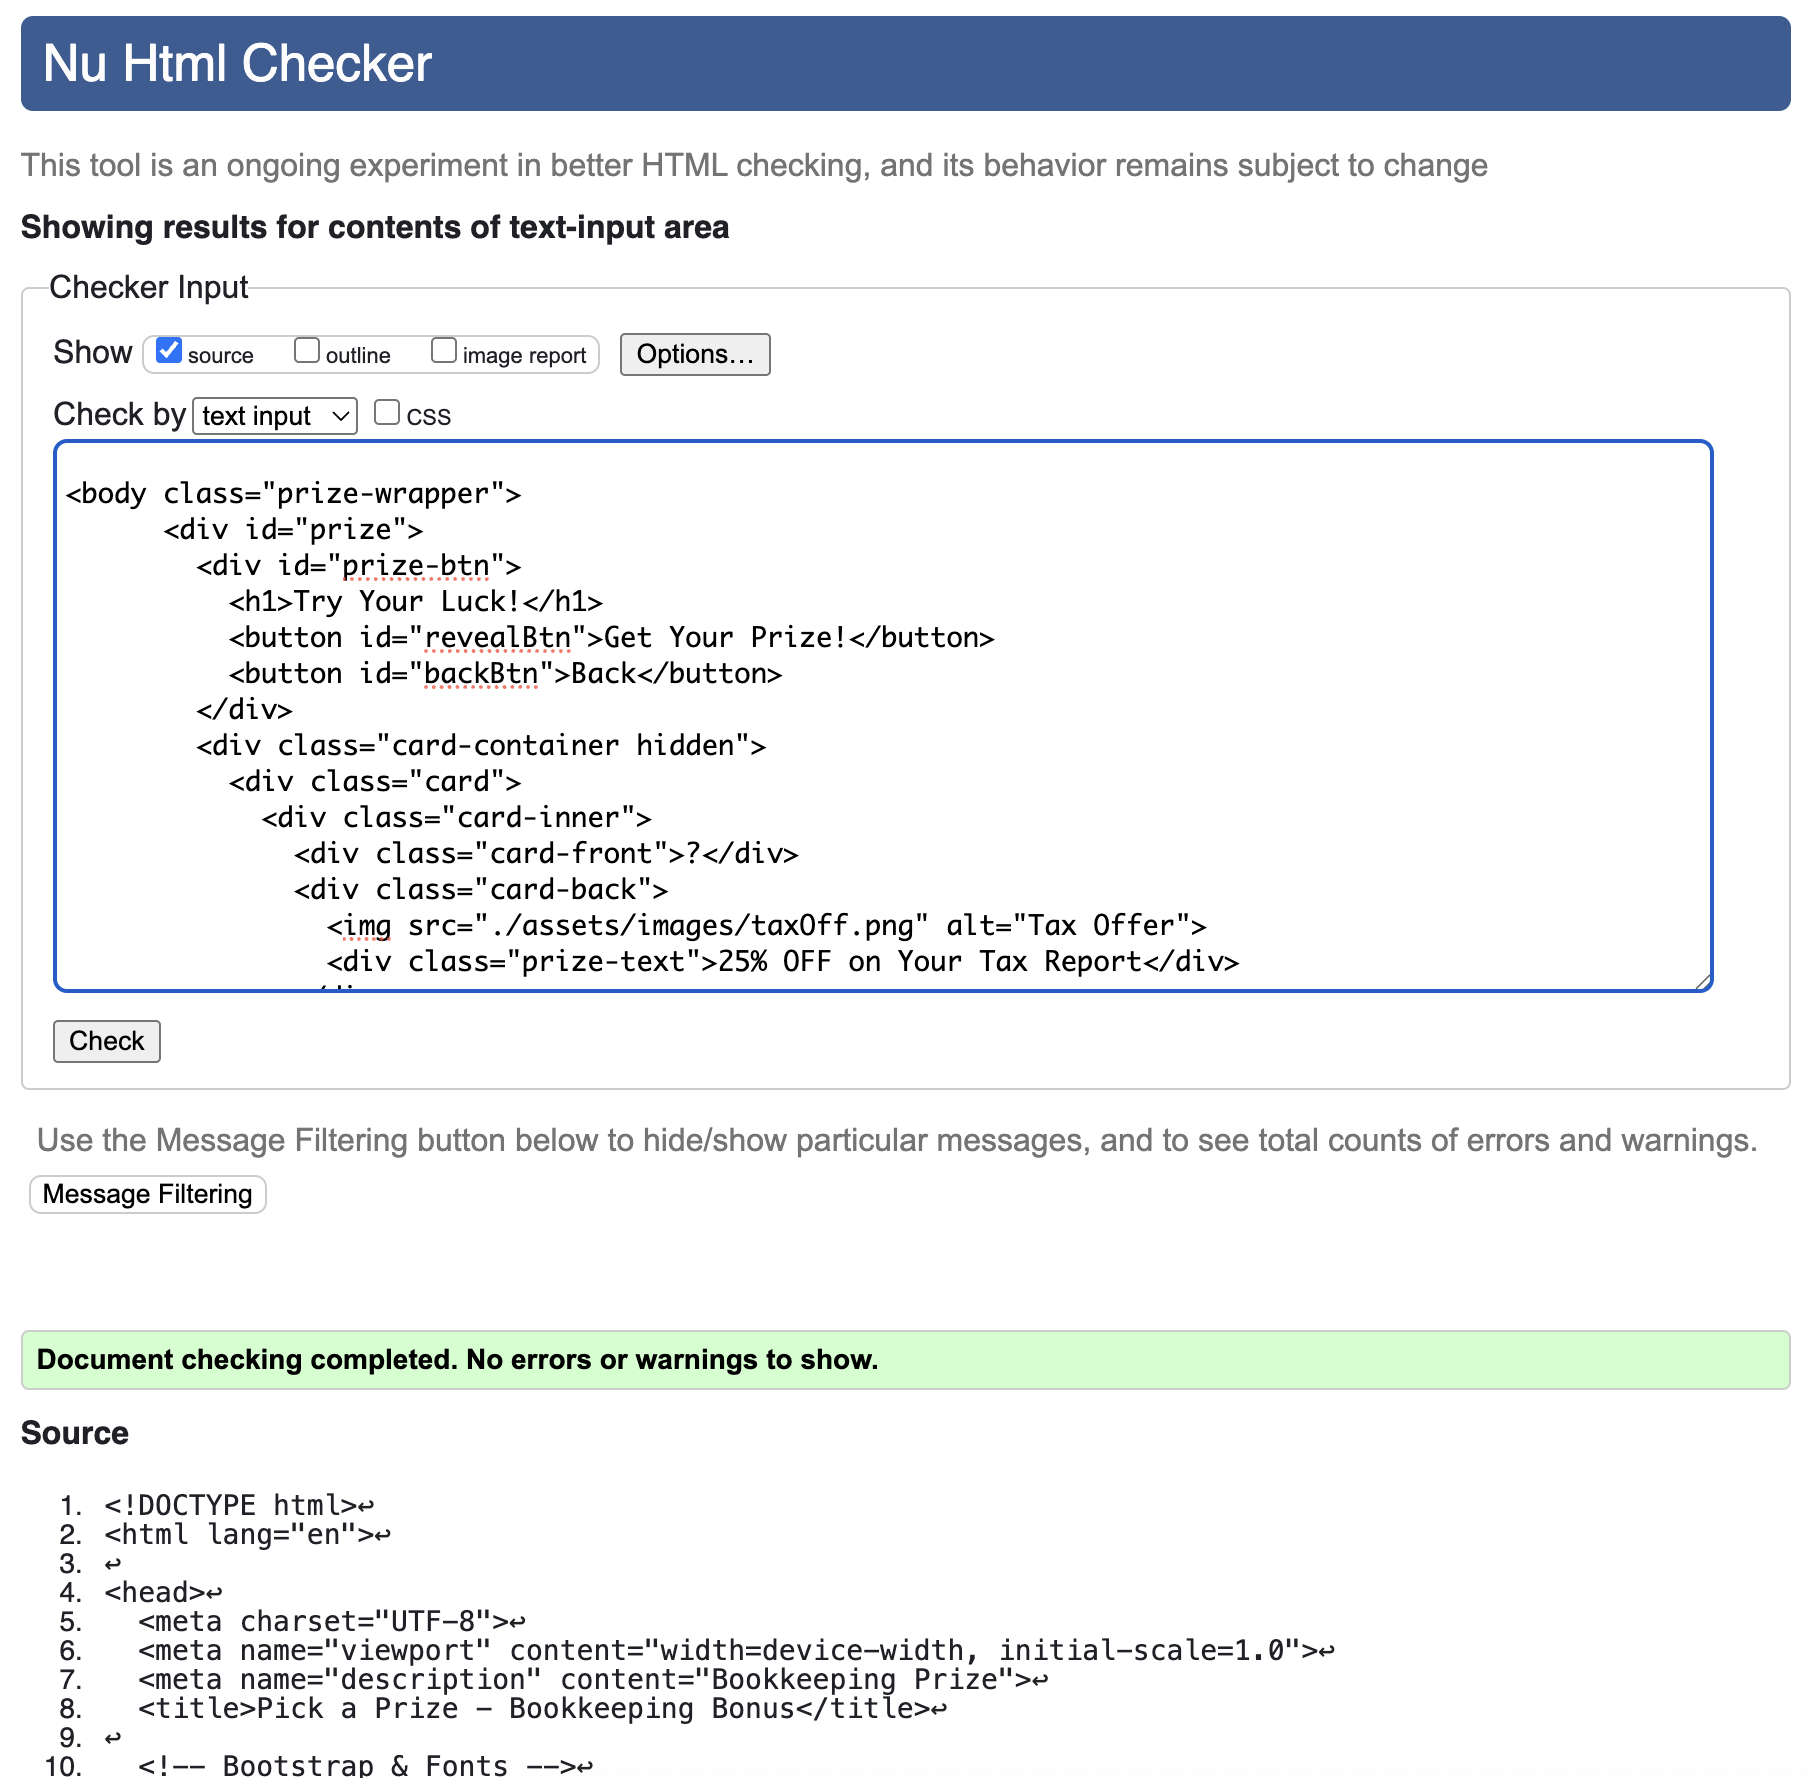 Nu Html Checker
This tool is an ongoing experiment in better HTML checking, and its behavior remains subject to change
Showing results for contents of text-input area
Checker Input
Show source outline image report Options...
Check by text input CSS
<body class="prize-wrapper">
<div id="prize">
<div id="prize-btn">
<h1>Try Your Luck!</h1>
<button id="revealBtn">Get Your Prize!</button>
<button id="backBtn">Back</button>
</div>
<div class="card-container hidden">
<div class="card">
<div class="card-inner">
<div class="card-front">?</div>
<div class="card-back">
<img src="./assets/images/taxOff.png" alt="Tax Offer">
<div class="prize-text">25% OFF on Your Tax Report</div>
Check
Use the Message Filtering button below to hide/show particular messages, and to see total counts of errors and warnings.
Message Filtering
Document checking completed. No errors or warnings to show.
Source
1. <!DOCTYPE html>↩
2. <html lang="en">↩
3. ↩
4. <head>↩
5. <meta charset="UTF-8">↩
6. <meta name="viewport" content="width=device-width, initial-scale=1.0">↩
7. <meta name="description" content="Bookkeeping Prize">↩
8. <title>Pick a Prize – Bookkeeping Bonus</title>↩
9. ↩
10. <!-- Bootstrap & Fonts -->↩